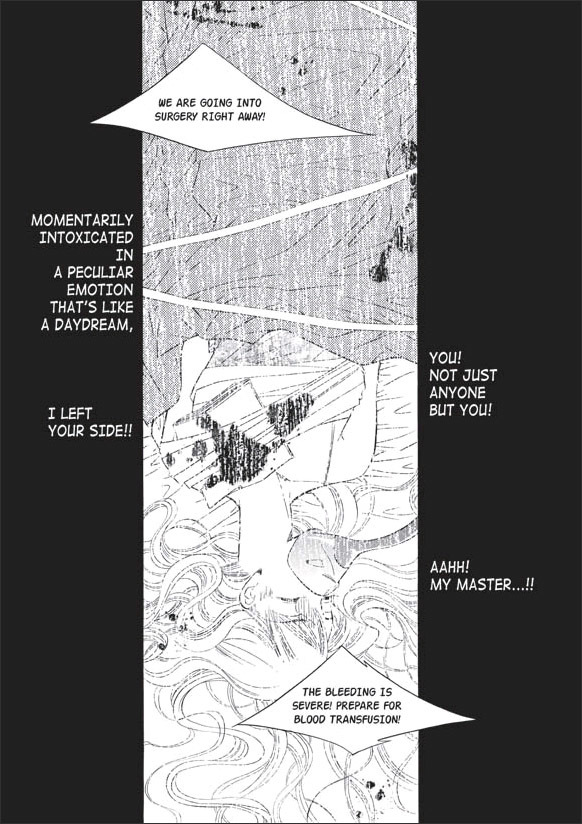 WE ARE GOING INTO
SURGERY RIGHT AWAY!
MOMENTARILY
INTOXICATED
IN
A PECULIAR
EMOTION
THAT'S LIKE
A DAYDREAM,
I LEFT
YOUR SIDE!!
YOU!
NOT JUST
ANYONE
BUT YOU!
AAHH!
MY MASTER...!!
THE BLEEDING IS
SEVERE! PREPARE FOR
BLOOD TRANSFUSION!